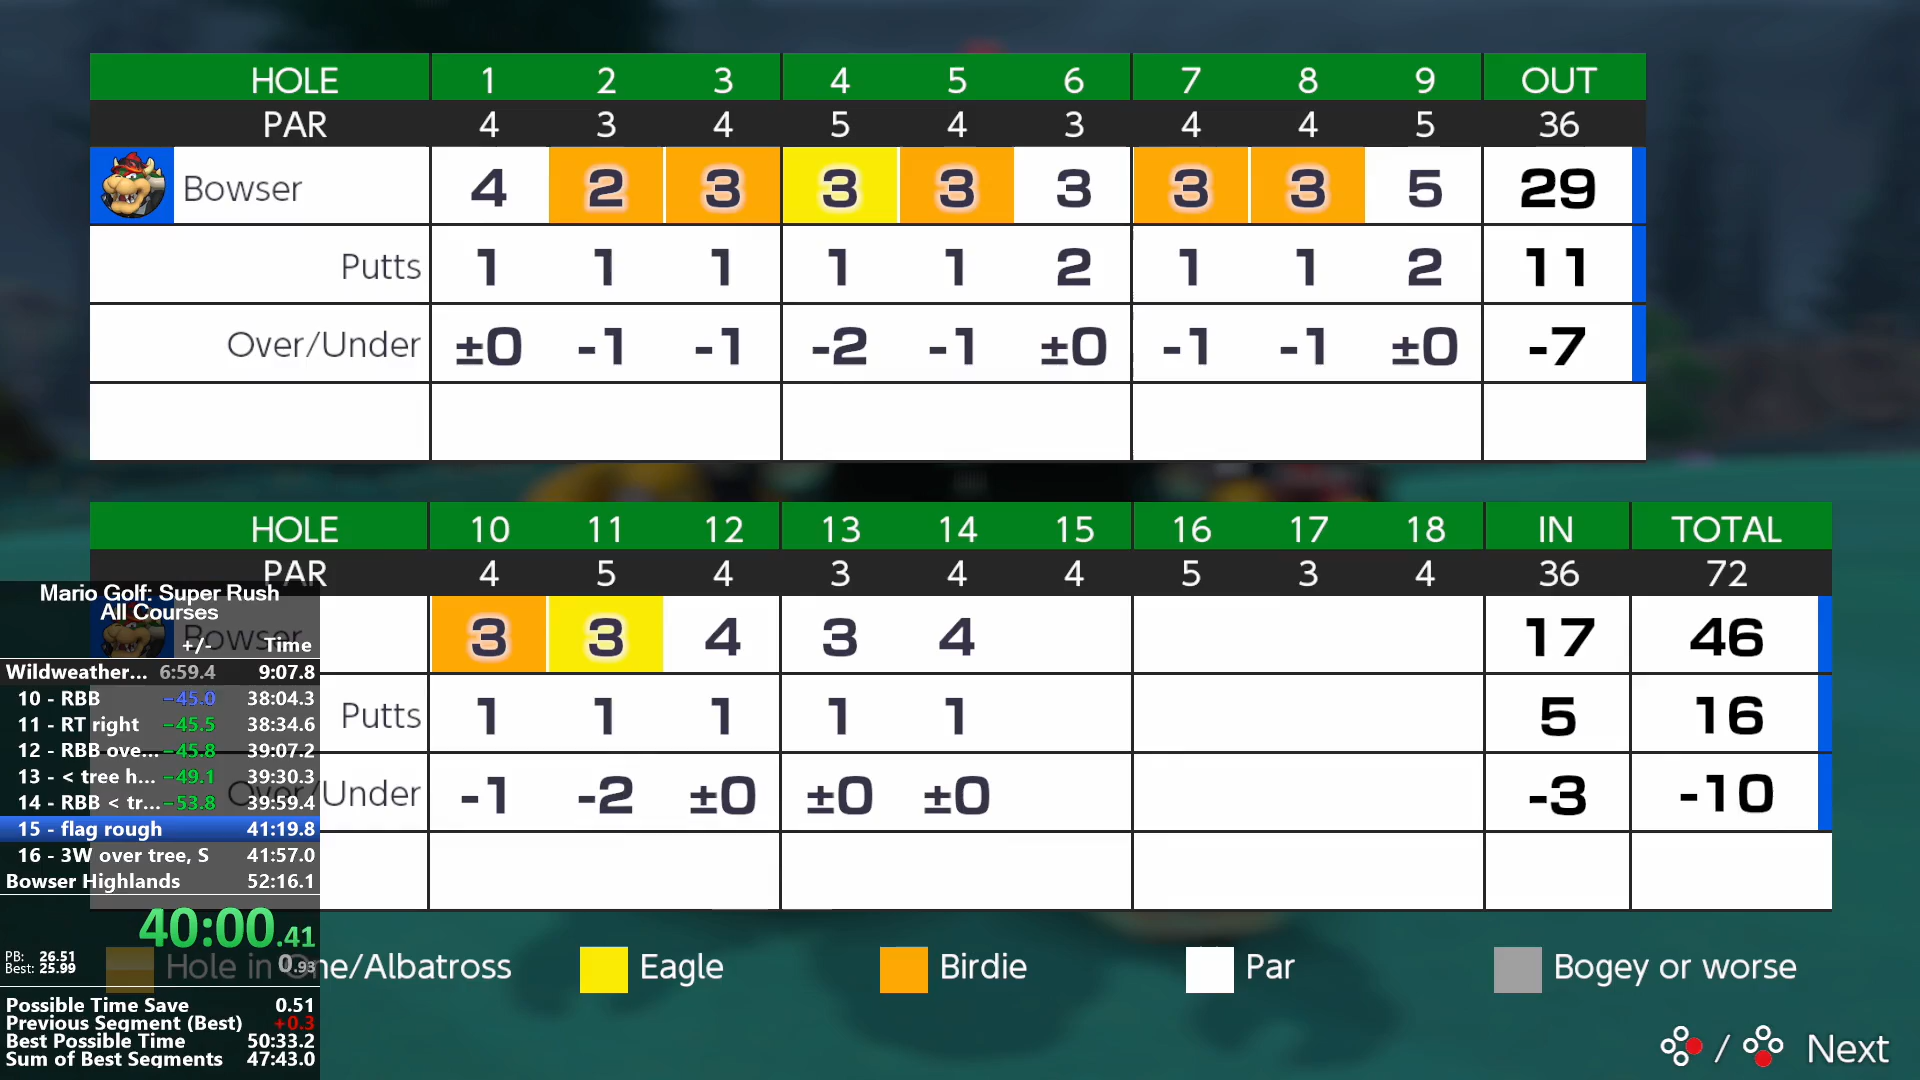 HOLE 1 2 3 4 5 6 7 8 9 OUT
PAR 4 3 4 5 4 3 4 4 5 36
Bowser 4 2 3 3 3 3 3 3 5 29
Putts 1 1 1 1 1 2 1 1 2 11
Over/Under ±0 -1 -1 -2 -1 ±0 -1 -1 ±0 -7
HOLE 10 11 12 13 14 15 16 17 18 IN TOTAL
PAR 4 5 4 3 4 4 5 3 4 36 72
Bowser 3 3 4 3 4 17 46
Putts 1 1 1 1 1 5 16
Over/Under -1 -2 ±0 ±0 ±0 -3 -10
Mario Golf: Super Rush
All Courses
+/- Time
Wildweather... 6:59.4 9:07.8
10 - RBB -45.0 38:04.3
11 - RT right -45.5 38:34.6
12 - RBB ove... -45.8 39:07.2
13 - < tree h... -49.1 39:30.3
14 - RBB < tr... -53.8 39:59.4
15 - flag rough 41:19.8
16 - 3W over tree, S 41:57.0
Bowser Highlands 52:16.1
40:00.41
PB: 26.51
Best: 25.99
0.93
Possible Time Save 0.51
Previous Segment (Best) +0.3
Best Possible Time 50:33.2
Sum of Best Segments 47:43.0
Hole in One/Albatross Eagle Birdie Par Bogey or worse
/ Next